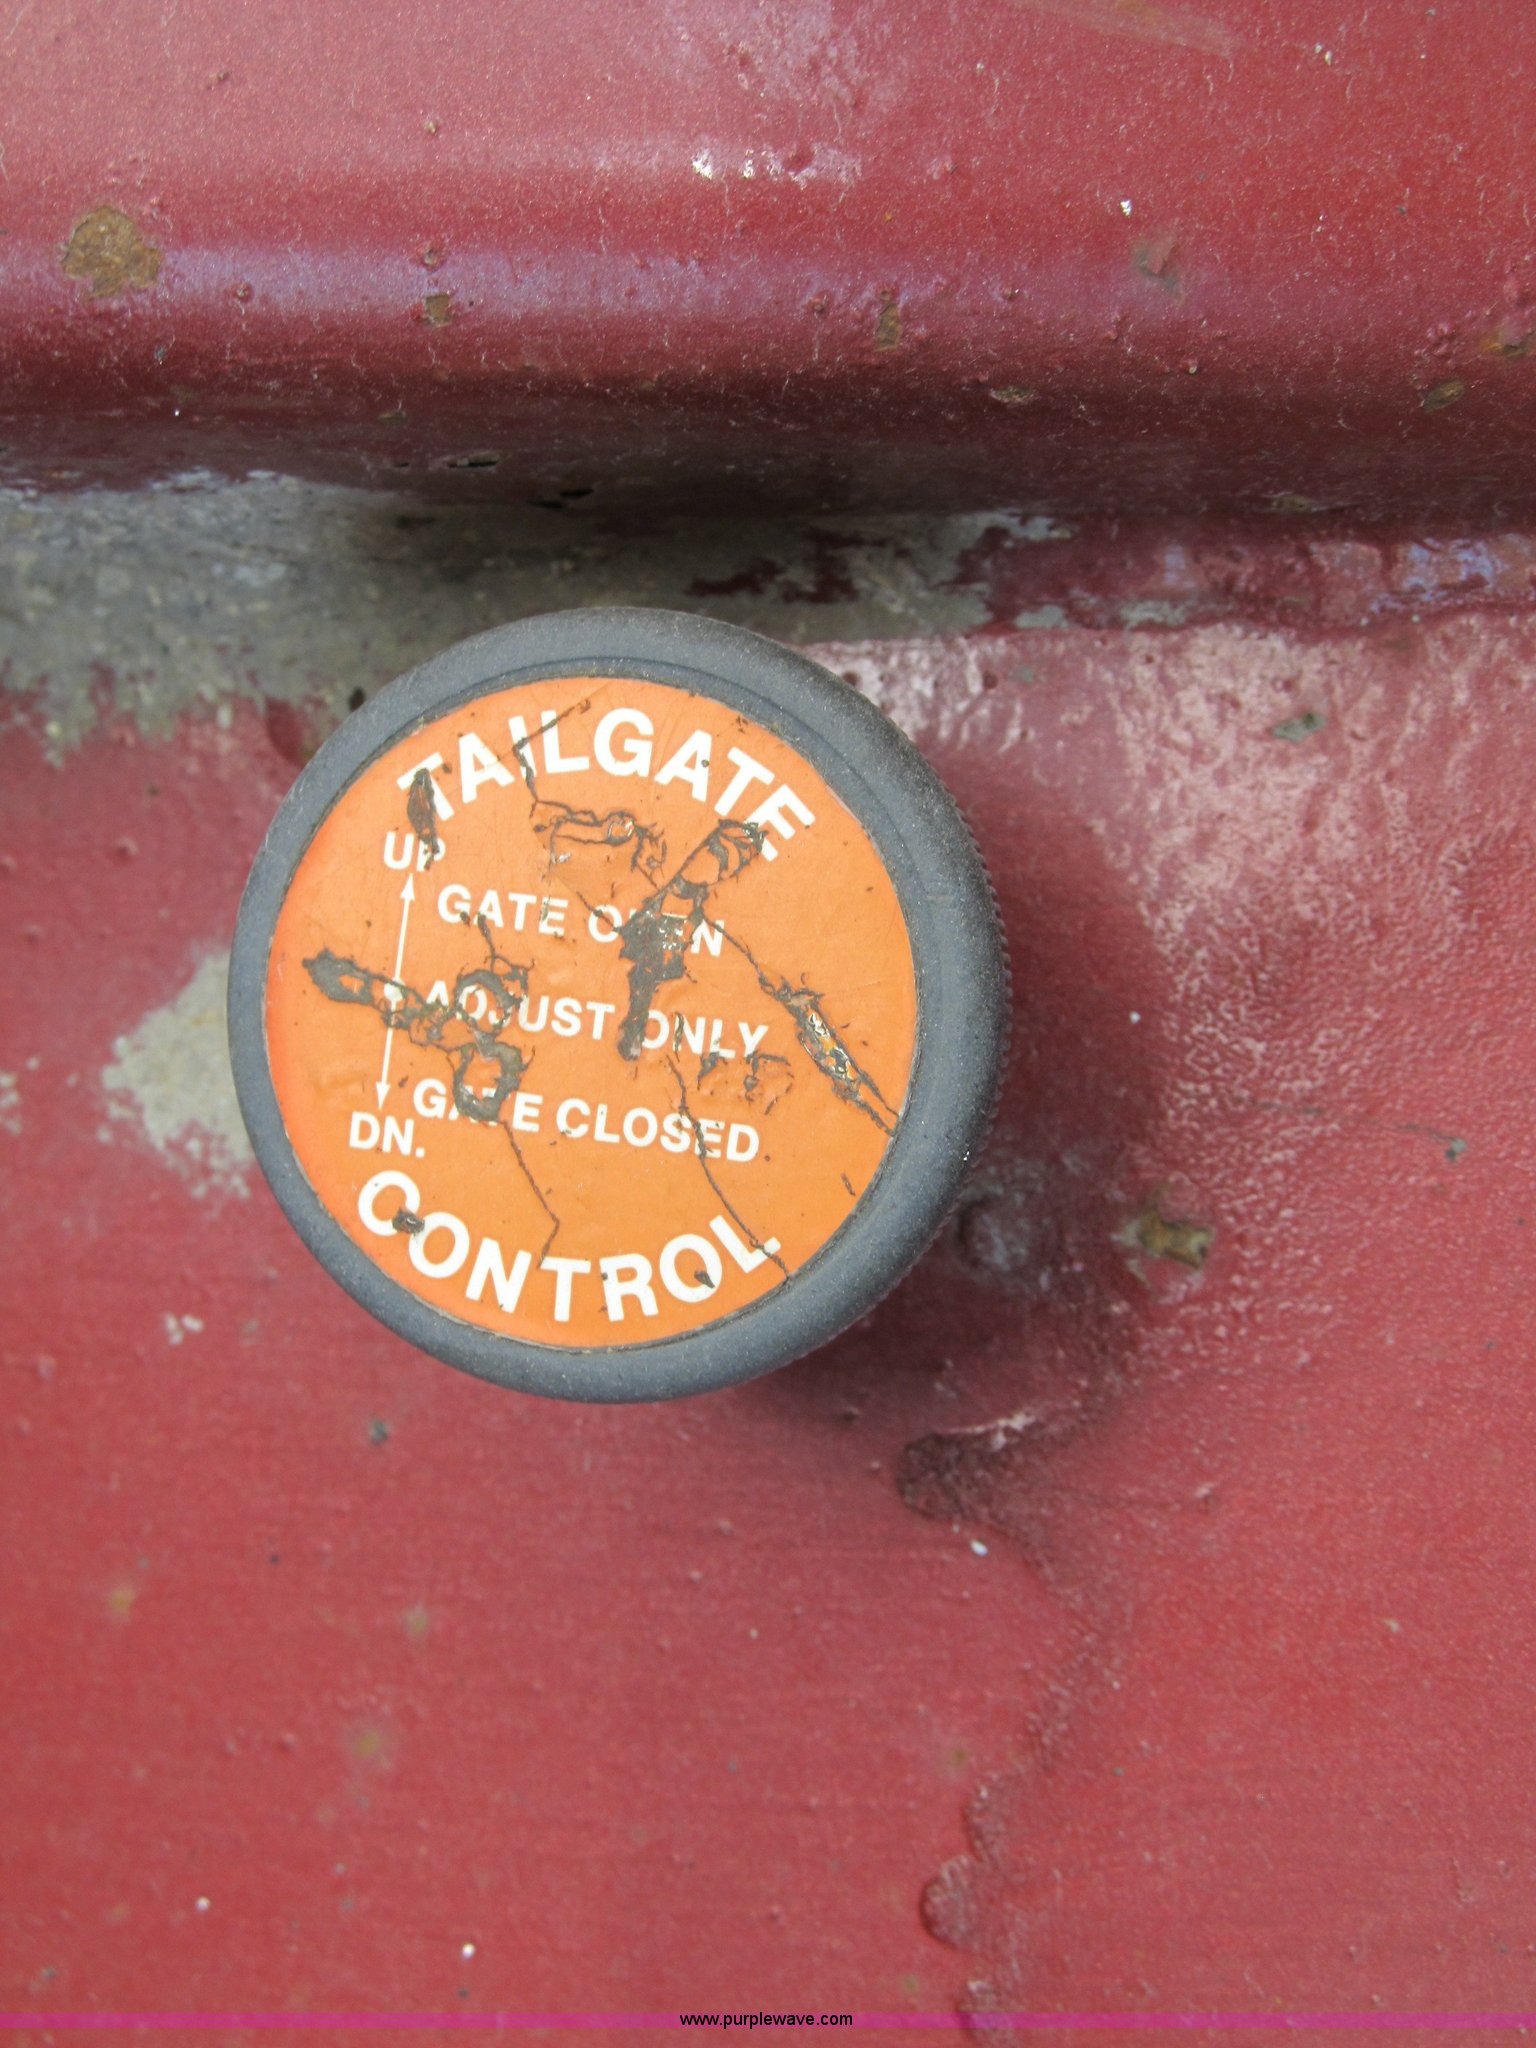 TAILGATE
UP
GATE OPEN
ADJUST ONLY
GATE CLOSED
DN.
CONTROL
www.purplewave.com